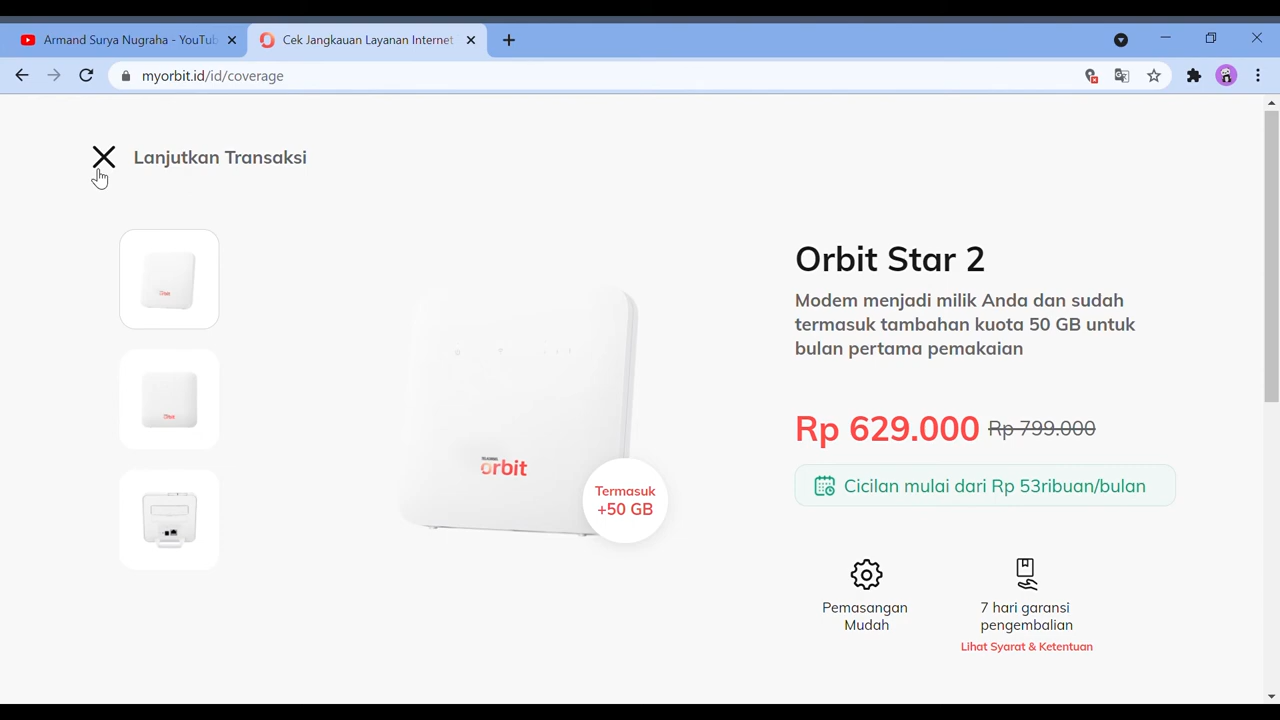 Armand Surya Nugraha - YouTub
Cek Jangkauan Layanan Internet
myorbit.id/id/coverage
Lanjutkan Transaksi
Orbit Star 2
Modem menjadi milik Anda dan sudah
termasuk tambahan kuota 50 GB untuk
bulan pertama pemakaian
Rp 629.000 Rp 799.000
Cicilan mulai dari Rp 53ribuan/bulan
orbit
Termasuk
+50 GB
Pemasangan
Mudah
7 hari garansi
pengembalian
Lihat Syarat & Ketentuan